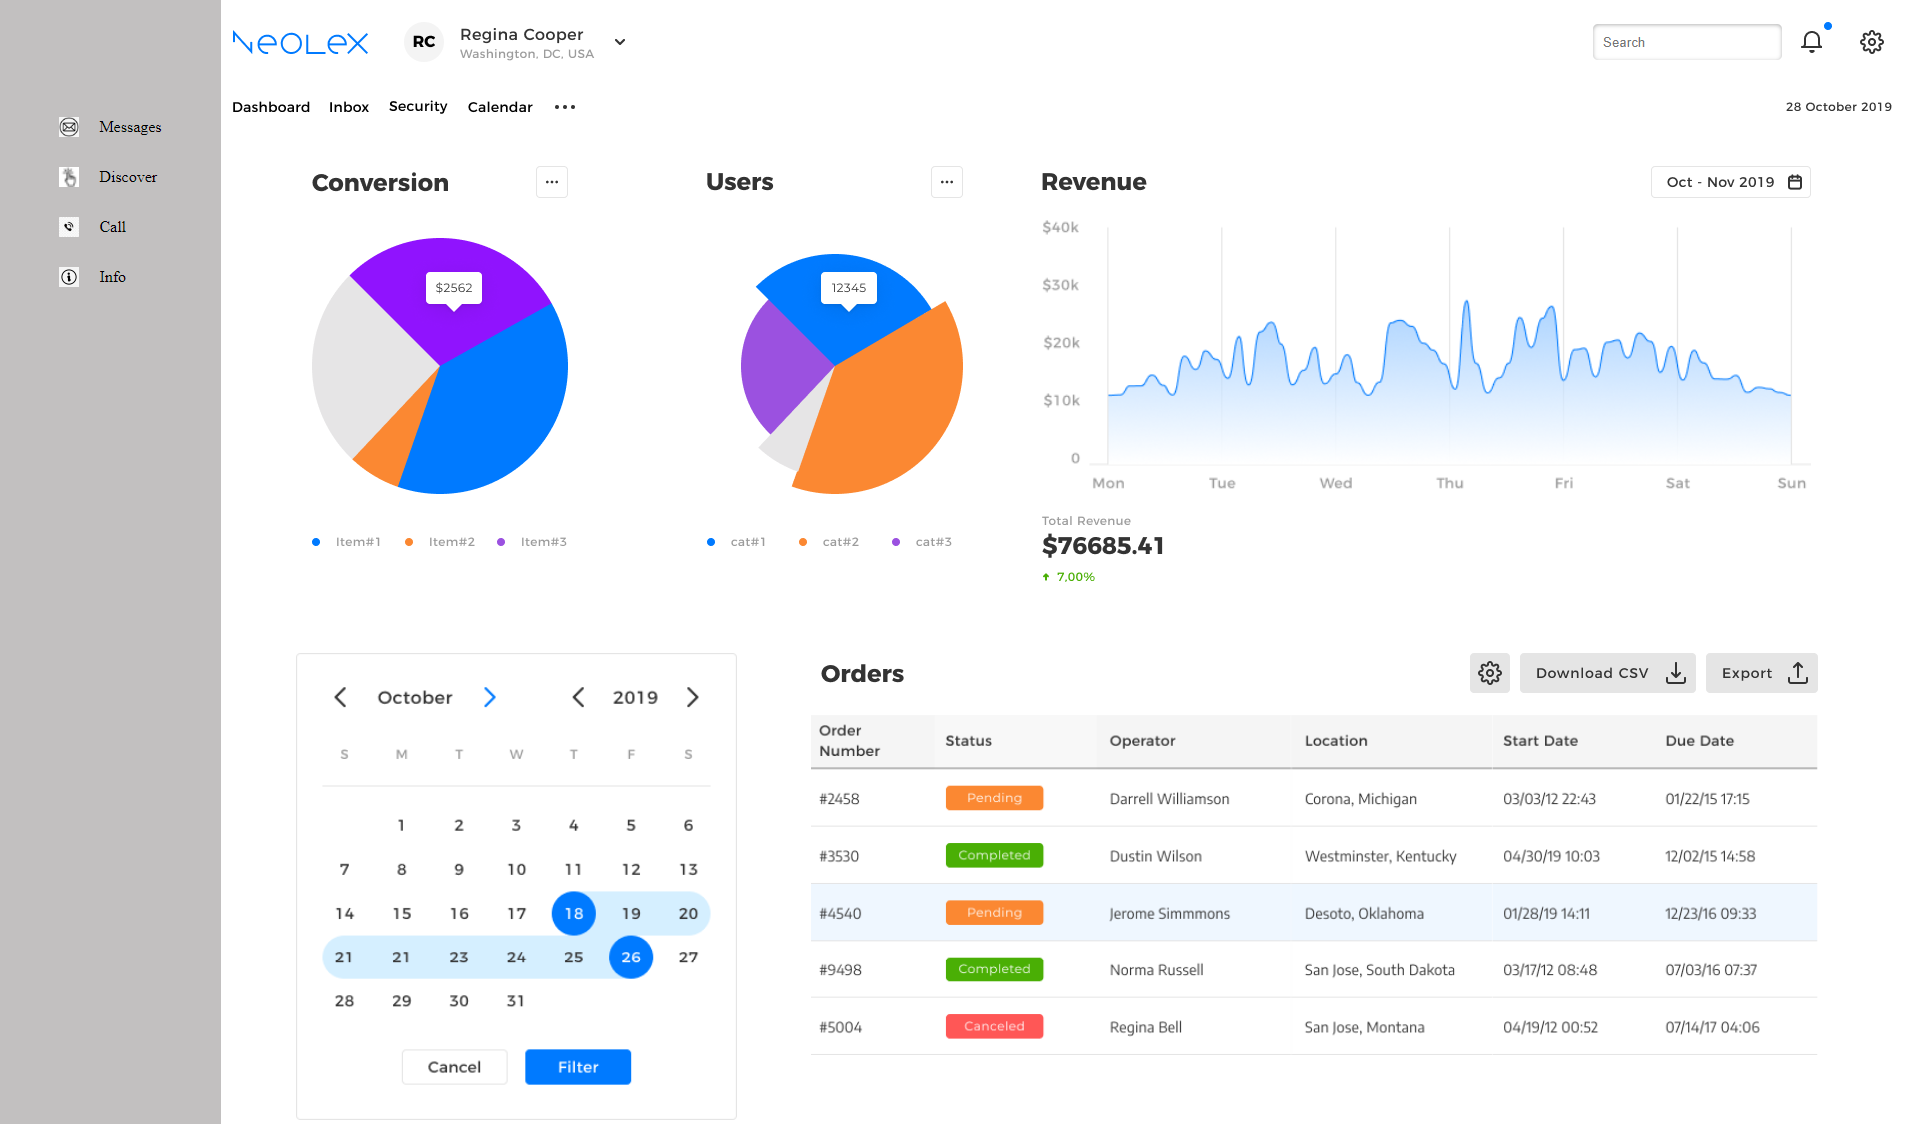 Messages
Discover
Call
Info
NeoLex
RC
Regina Cooper
Washington, DC, USA
Search
Dashboard Inbox Security Calendar
28 October 2019
Conversion
$2562
Item#1 Item#2 Item#3
Users
12345
cat#1 cat#2 cat#3
Revenue
Oct - Nov 2019
$40k
$30k
$20k
$10k
0
Mon Tue Wed Thu Fri Sat Sun
Total Revenue
$76685.41
7,00%
October 2019
S M T W T F S
1 2 3 4 5 6
7 8 9 10 11 12 13
14 15 16 17 18 19 20
21 21 23 24 25 26 27
28 29 30 31
Cancel Filter
Orders
Download CSV
Export
Order
Number
Status Operator Location Start Date Due Date
#2458 Pending Darrell Williamson Corona, Michigan 03/03/12 22:43 01/22/15 17:15
#3530 Completed Dustin Wilson Westminster, Kentucky 04/30/19 10:03 12/02/15 14:58
#4540 Pending Jerome Simmmons Desoto, Oklahoma 01/28/19 14:11 12/23/16 09:33
#9498 Completed Norma Russell San Jose, South Dakota 03/17/12 08:48 07/03/16 07:37
#5004 Canceled Regina Bell San Jose, Montana 04/19/12 00:52 07/14/17 04:06